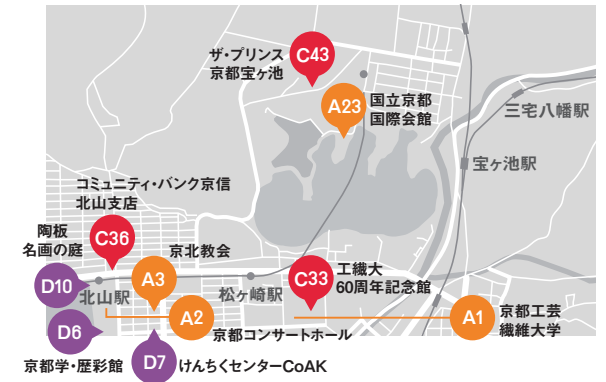 ザ・プリンス
京都宝ヶ池
C43
A23
国立京都
国際会館
三宅八幡駅
宝ヶ池駅
コミュニティ・バンク京信
北山支店
陶板
名画の庭
C36
京北教会
D10
北山駅
A3
松ヶ崎駅
C33
工繊大
60周年記念館
D6
A2
京都コンサートホール
A1
京都工芸
繊維大学
京都学・歴彩館
D7
けんちくセンターCoAK